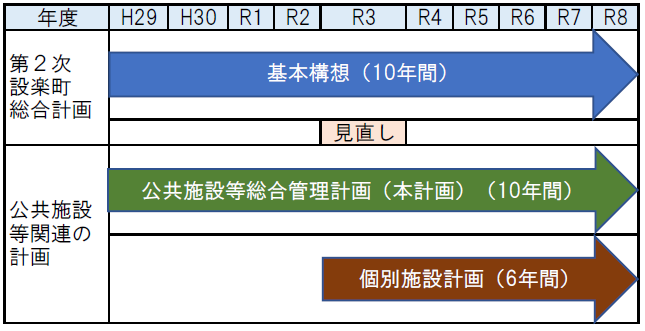 年度 H29 H30 R1 R2 R3 R4 R5 R6 R7 R8
第２次
設楽町
総合計画
基本構想（10年間）
見直し
公共施設
等関連の
計画
公共施設等総合管理計画（本計画）（10年間）
個別施設計画（6年間）